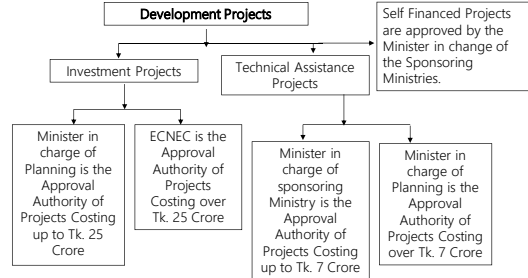 Development Projects
Self Financed Projects
are approved by the
Minister in change of
the Sponsoring
Ministries.
Investment Projects
Technical Assistance
Projects
Minister in
charge of
Planning is the
Approval
Authority of
Projects Costing
up to Tk. 25
Crore
ECNEC is the
Approval
Authority of
Projects
Costing over
Tk. 25 Crore
Minister in
charge of
sponsoring
Ministry is the
Approval
Authority of
Projects Costing
up to Tk. 7 Crore
Minister in
charge of
Planning is the
Approval
Authority of
Projects Costing
over Tk. 7 Crore